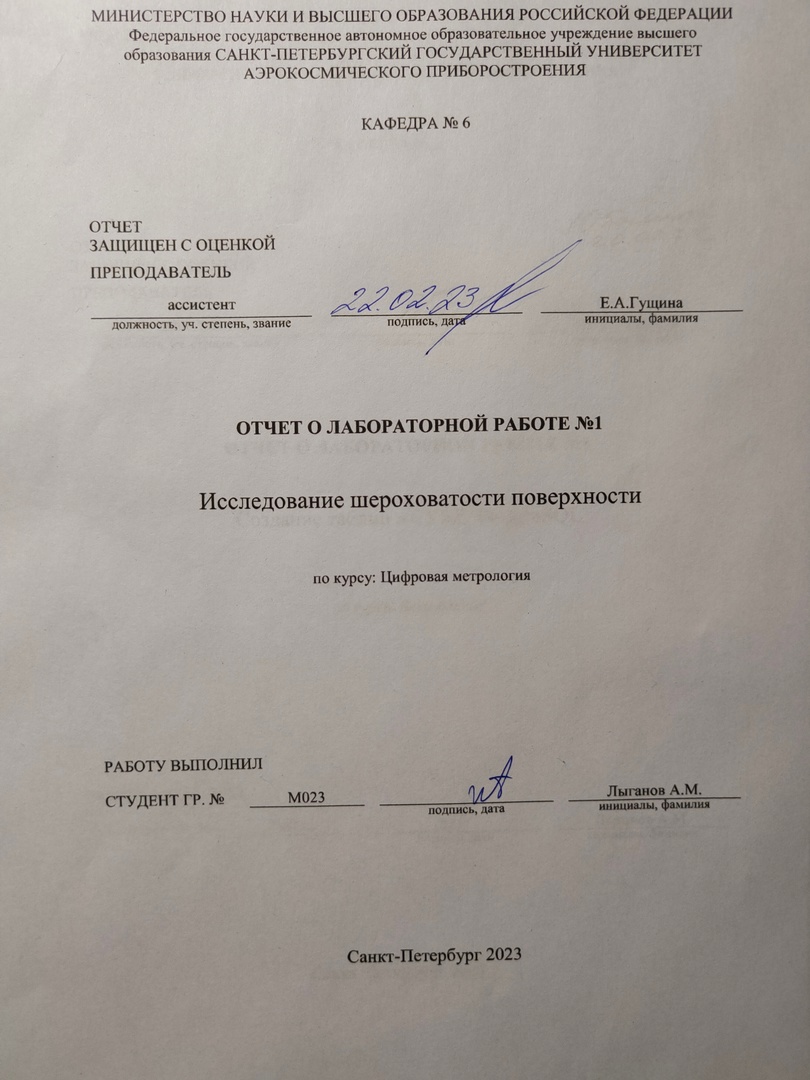 МИНИСТЕРСТВО НАУКИ И ВЫСШЕГО ОБРАЗОВАНИЯ РОССИЙСКОЙ ФЕДЕРАЦИИ
Федеральное государственное автономное образовательное учреждение высшего
образования САНКТ-ПЕТЕРБУРГСКИЙ ГОСУДАРСТВЕННЫЙ УНИВЕРСИТЕТ
АЭРОКОСМИЧЕСКОГО ПРИБОРОСТРОЕНИЯ
КАФЕДРА № 6
ОТЧЕТ
ЗАЩИЩЕН С ОЦЕНКОЙ
ПРЕПОДАВАТЕЛЬ
ассистент 22.02.23 Е.А.Гущина
должность, уч. степень, звание подпись, дата инициалы, фамилия
ОТЧЕТ О ЛАБОРАТОРНОЙ РАБОТЕ №1
Исследование шероховатости поверхности
по курсу: Цифровая метрология
РАБОТУ ВЫПОЛНИЛ
СТУДЕНТ ГР. № М023 Лыганов А.М.
подпись, дата инициалы, фамилия
Санкт-Петербург 2023